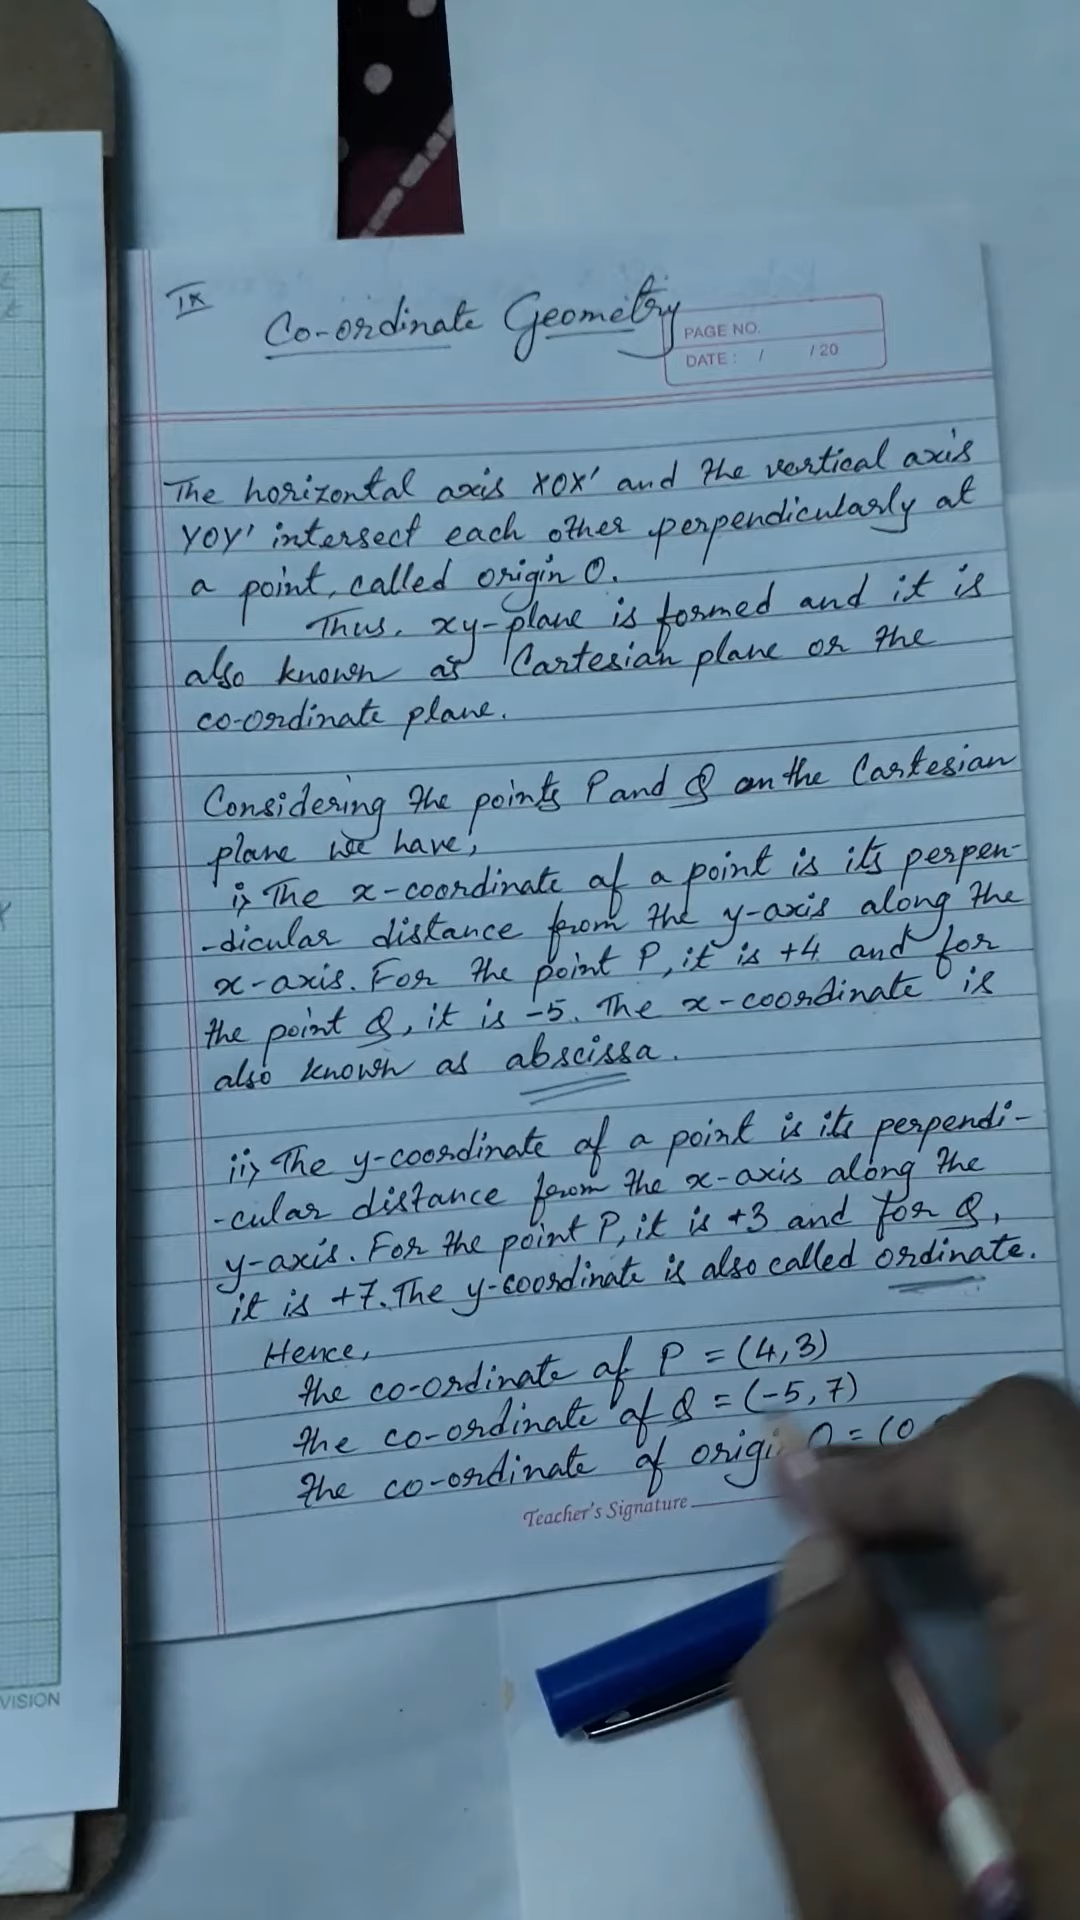 IX
Co-ordinate Geometry
PAGE NO.
DATE : / / 20
The horizontal axis XOX' and the vertical axis
YOY' intersect each other perpendicularly at
a point, called origin O.
Thus, xy-plane is formed and it is
also known as Cartesian plane or the
co-ordinate plane.
Considering the points P and Q on the Cartesian
plane we have,
i> The x-coordinate of a point is its perpen-
-dicular distance from the y-axis along the
x-axis. For the point P, it is +4 and for
the point Q, it is -5. The x-coordinate is
also known as abscissa.
ii> The y-coordinate of a point is its perpendi-
-cular distance from the x-axis along the
y-axis. For the point P, it is +3 and for Q,
it is +7. The y-coordinate is also called ordinate.
Hence,
the co-ordinate of P = (4,3)
the co-ordinate of Q = (-5,7)
the co-ordinate of O = (0
Teacher's Signature
VISION